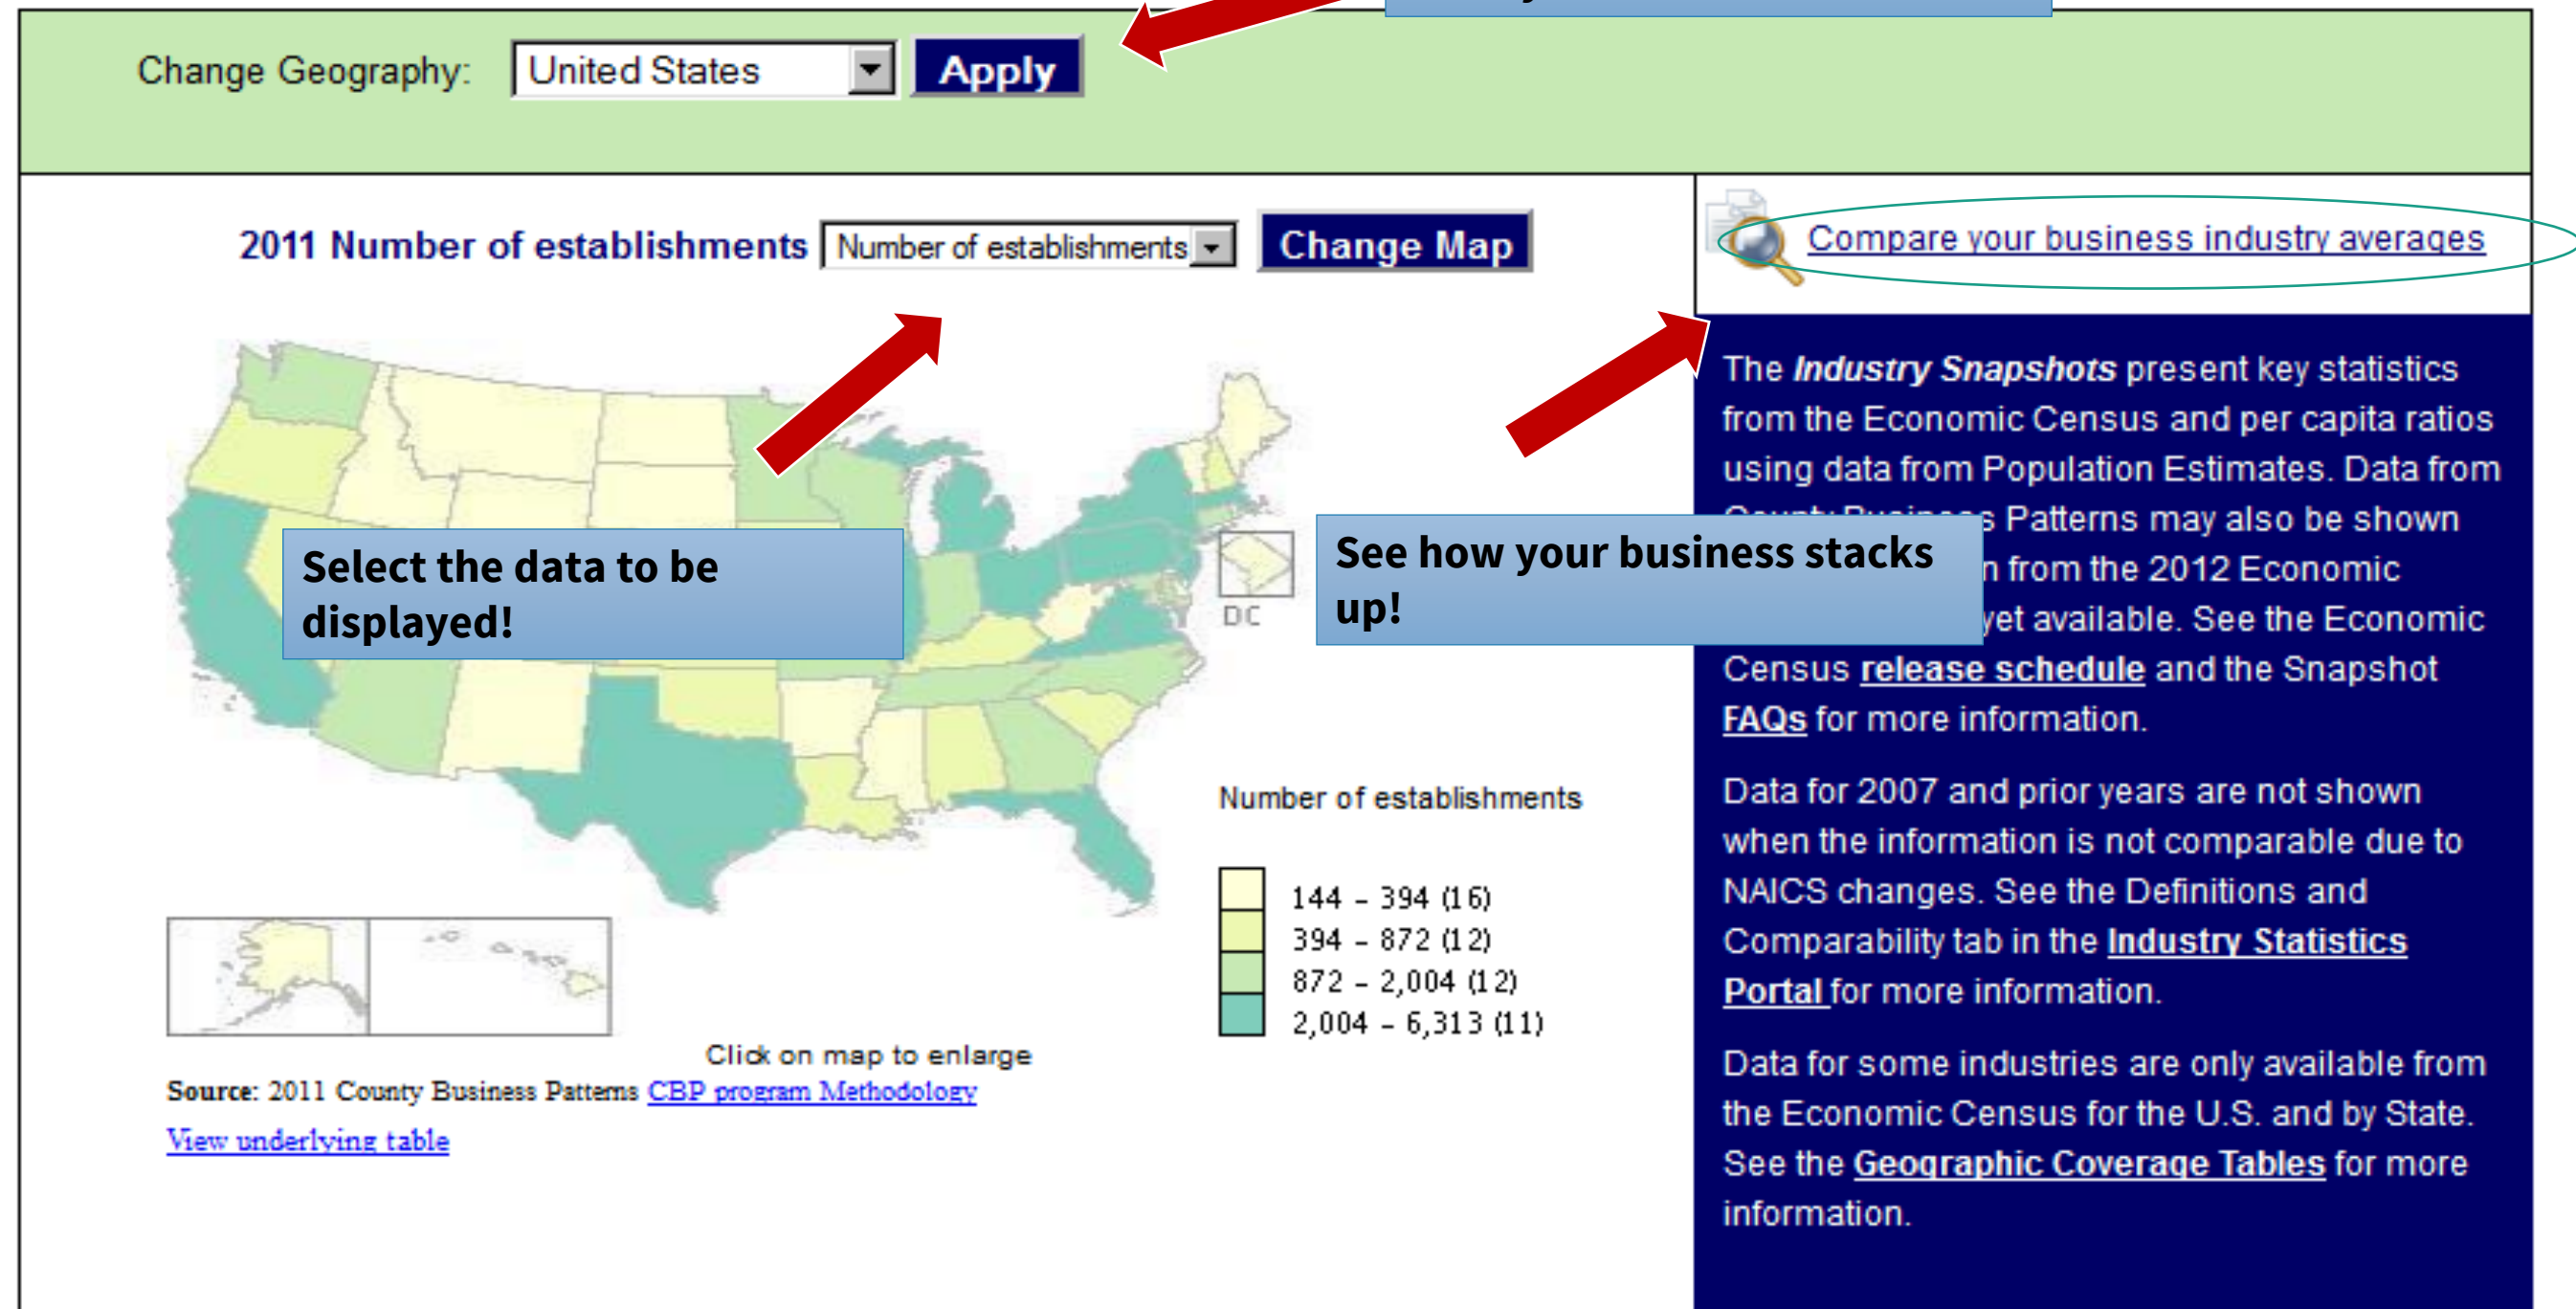 Change Geography: United States Apply
2011 Number of establishments Number of establishments Change Map
Compare your business industry averages
Select the data to be
displayed!
See how your business stacks
up!
DC
Number of establishments
144 – 394 (16)
394 – 872 (12)
872 – 2,004 (12)
2,004 – 6,313 (11)
Click on map to enlarge
Source: 2011 County Business Patterns CBP program Methodology
View underlying table
The Industry Snapshots present key statistics
from the Economic Census and per capita ratios
using data from Population Estimates. Data from
Patterns may also be shown
from the 2012 Economic
yet available. See the Economic
Census release schedule and the Snapshot
FAQs for more information.
Data for 2007 and prior years are not shown
when the information is not comparable due to
NAICS changes. See the Definitions and
Comparability tab in the Industry Statistics
Portal for more information.
Data for some industries are only available from
the Economic Census for the U.S. and by State.
See the Geographic Coverage Tables for more
information.